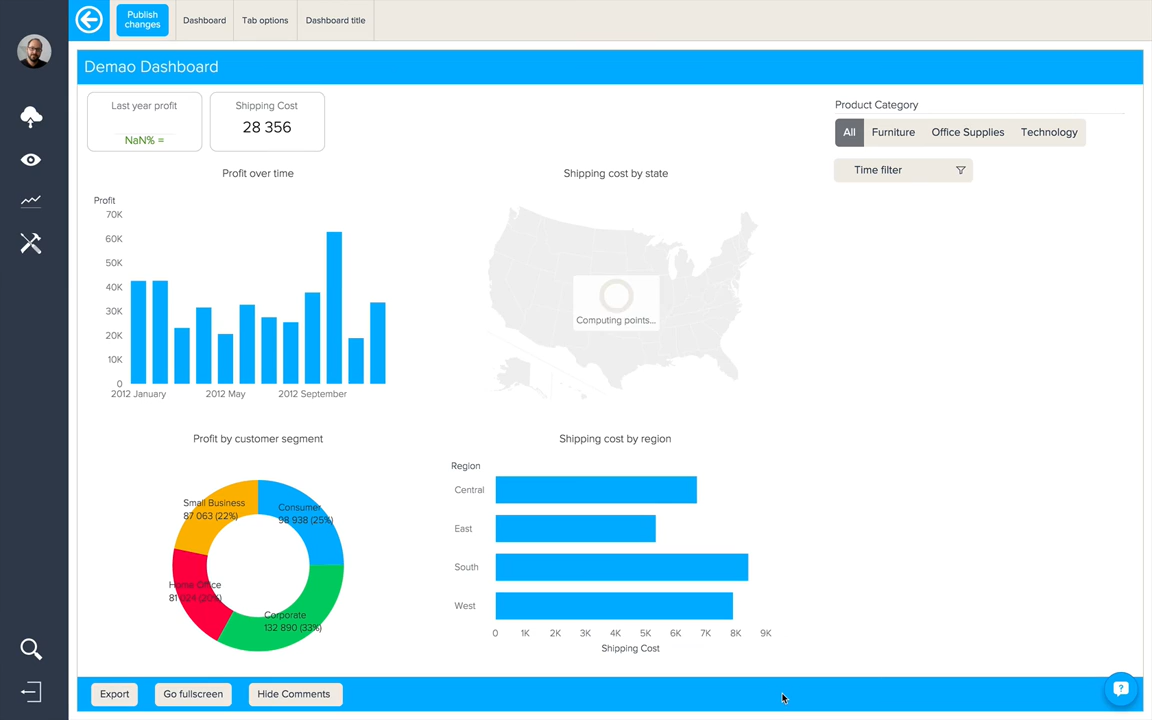 Publish
changes
Dashboard
Tab options
Dashboard title
Demao Dashboard
Last year profit
NaN% =
Shipping Cost
28 356
Product Category
All
Furniture
Office Supplies
Technology
Time filter
Profit over time
Profit
70K
60K
50K
40K
30K
20K
10K
0
2012 January
2012 May
2012 September
Shipping cost by state
Computing points...
Profit by customer segment
Small Business
87 063 (22%)
Consumer
98 938 (25%)
Home Office
Corporate
132 890 (33%)
Shipping cost by region
Region
Central
East
South
West
0 1K 2K 3K 4K 5K 6K 7K 8K 9K
Shipping Cost
Export
Go fullscreen
Hide Comments
?